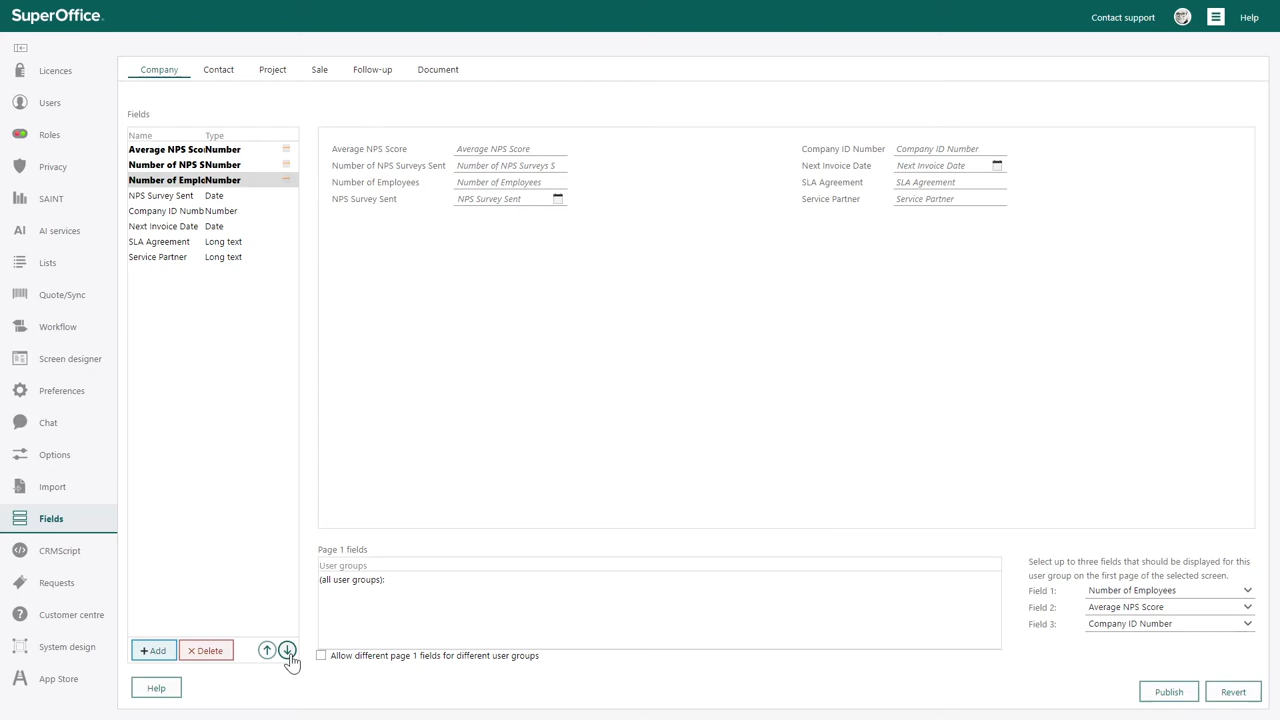 SuperOffice.
Contact support
Help
Licences
Users
Roles
Privacy
SAINT
AI services
Lists
Quote/Sync
Workflow
Screen designer
Preferences
Chat
Options
Import
Fields
CRMScript
Requests
Customer centre
System design
App Store
Company Contact Project Sale Follow-up Document
Fields
Name Type
Average NPS Sco Number
Number of NPS S Number
Number of Emplo Number
NPS Survey Sent Date
Company ID Numb Number
Next Invoice Date Date
SLA Agreement Long text
Service Partner Long text
+ Add
× Delete
Help
Average NPS Score Average NPS Score
Number of NPS Surveys Sent Number of NPS Surveys S
Number of Employees Number of Employees
NPS Survey Sent NPS Survey Sent
Company ID Number Company ID Number
Next Invoice Date Next Invoice Date
SLA Agreement SLA Agreement
Service Partner Service Partner
Page 1 fields
User groups
(all user groups):
Allow different page 1 fields for different user groups
Select up to three fields that should be displayed for this
user group on the first page of the selected screen.
Field 1: Number of Employees
Field 2: Average NPS Score
Field 3: Company ID Number
Publish
Revert